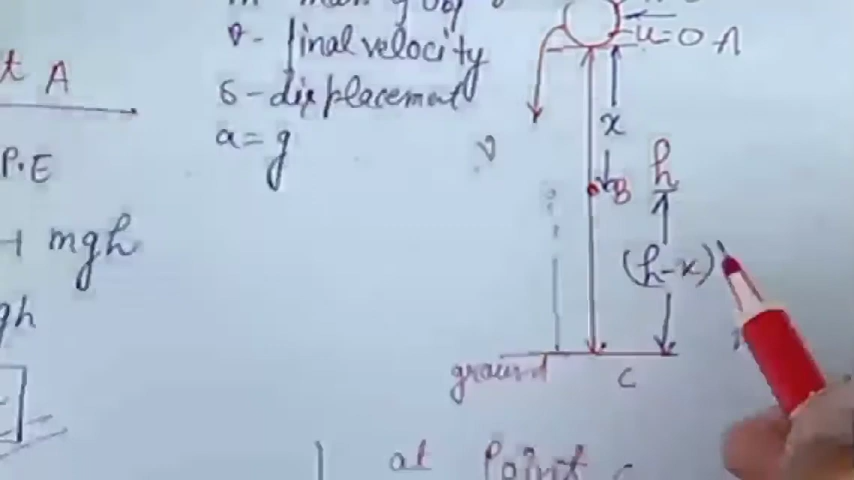 v - final velocity
s - displacement
a = g
t A
P.E
+ mgh
gh
u=0 A
x
v
B
h
(h-x)
ground
C
at Point C